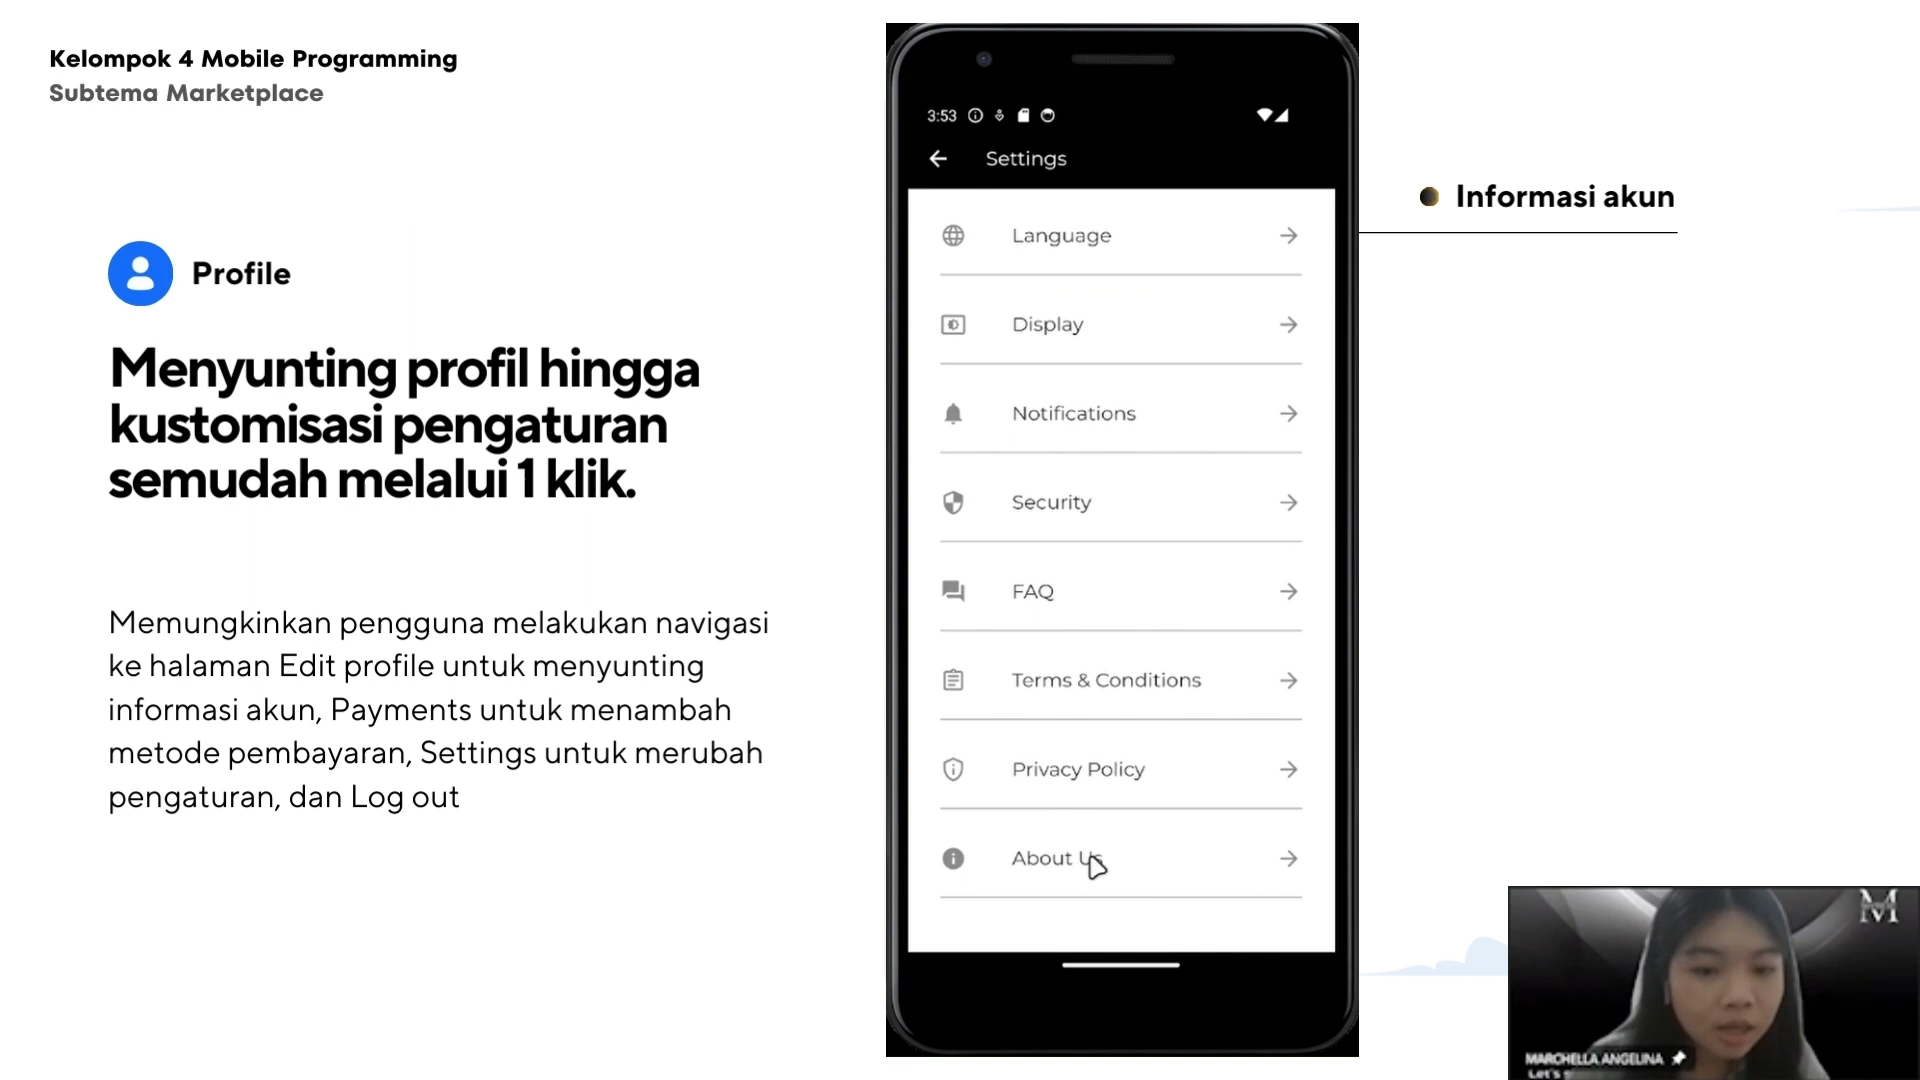 Kelompok 4 Mobile Programming
Subtema Marketplace
Profile
Menyunting profil hingga
kustomisasi pengaturan
semudah melalui 1 klik.
Memungkinkan pengguna melakukan navigasi
ke halaman Edit profile untuk menyunting
informasi akun, Payments untuk menambah
metode pembayaran, Settings untuk merubah
pengaturan, dan Log out
3:53
Settings
Language
Display
Notifications
Security
FAQ
Terms & Conditions
Privacy Policy
About Us
Informasi akun
M
MARCHELLA ANGELINA
Let's